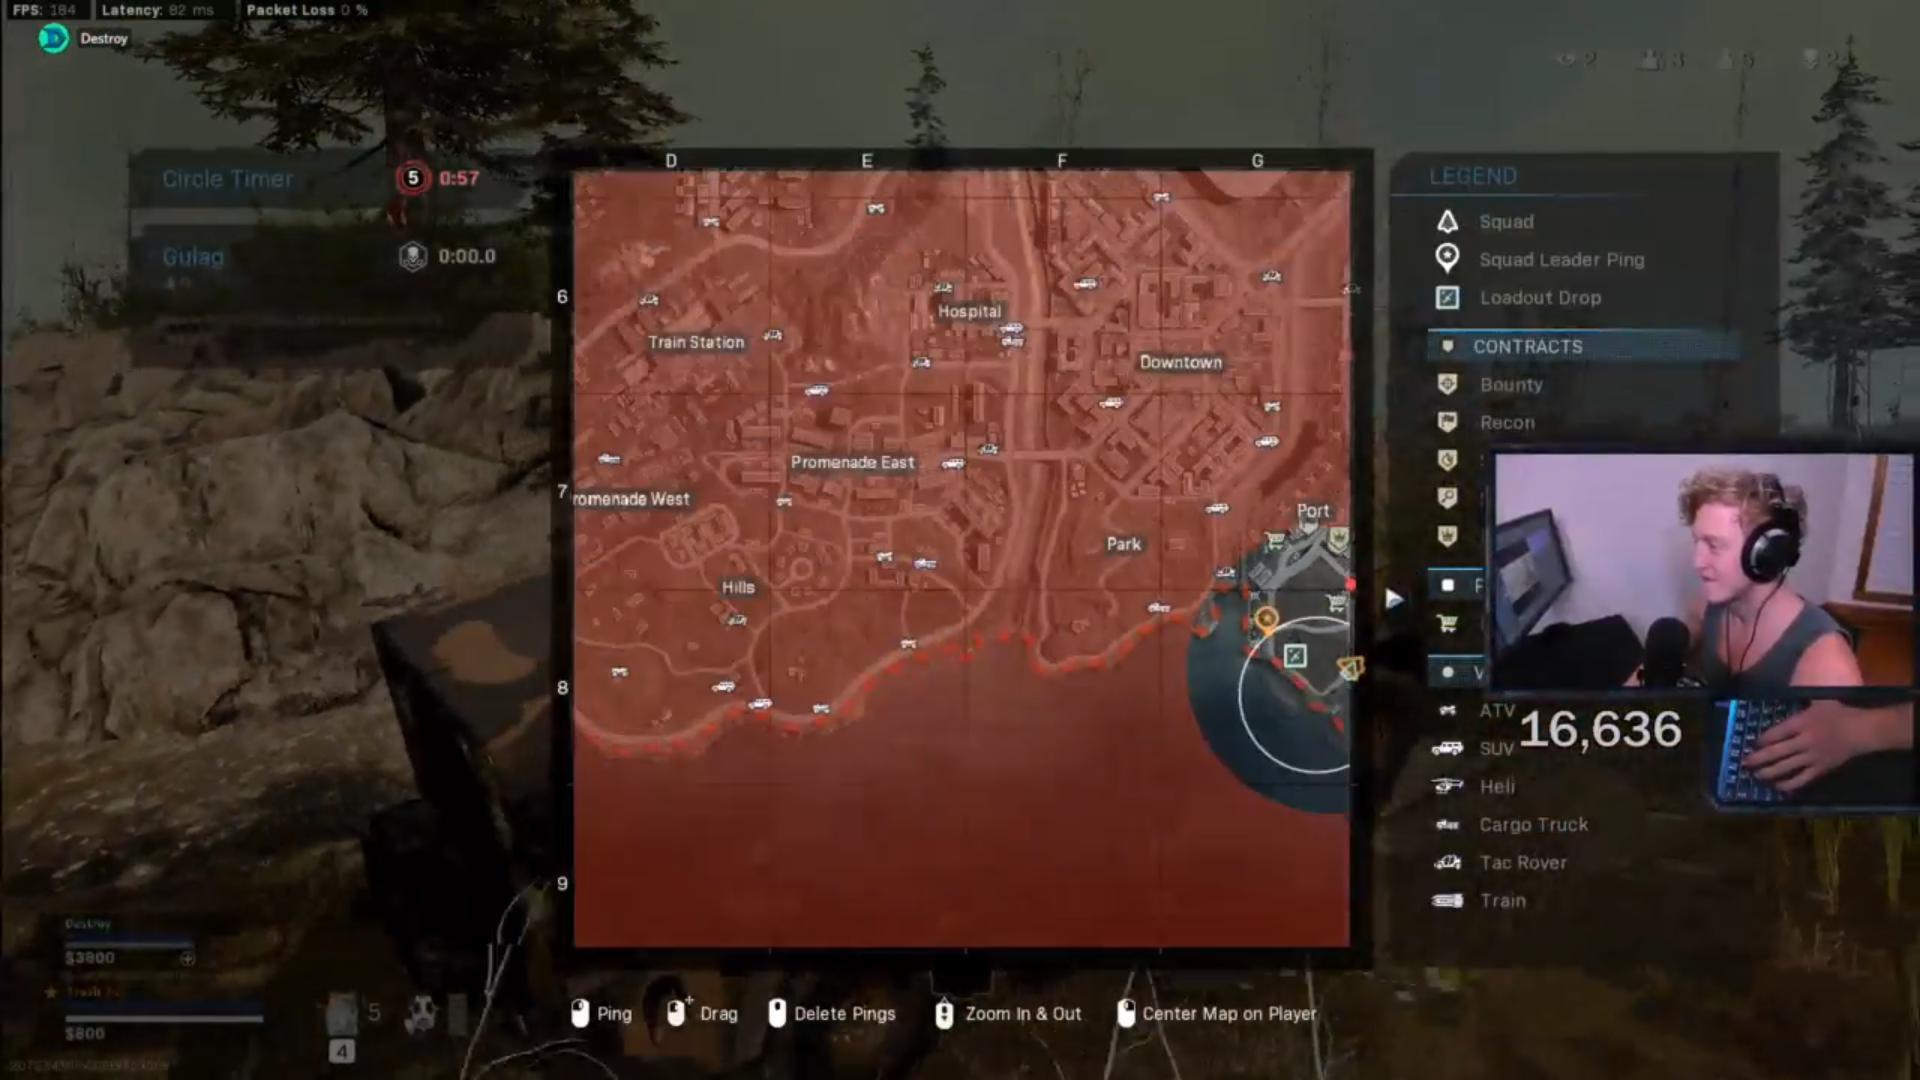 FPS: 184 Latency: 82 ms Packet Loss 0 %
Destroy
Circle Timer 5 0:57
Gulag 0:00.0
D E F G
6
7
8
9
Hospital
Train Station
Downtown
Promenade East
romenade West
Port
Park
Hills
LEGEND
Squad
Squad Leader Ping
Loadout Drop
CONTRACTS
Bounty
Recon
ATV
SUV
16,636
Heli
Cargo Truck
Tac Rover
Train
Destroy
$3800
$800
5
4
Ping Drag Delete Pings Zoom In & Out Center Map on Player